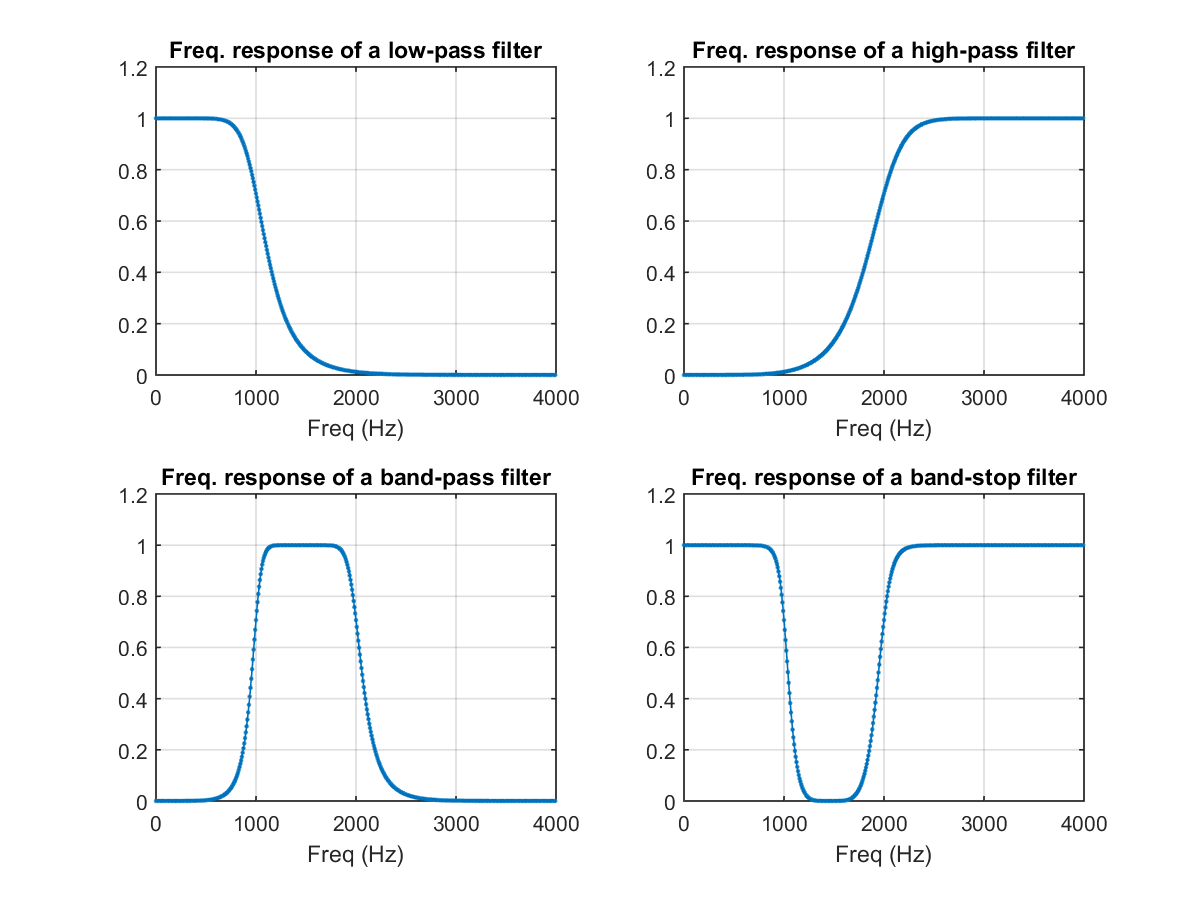 Freq. response of a low-pass filter
1.2
1
0.8
0.6
0.4
0.2
0
0 1000 2000 3000 4000
Freq (Hz)
Freq. response of a high-pass filter
1.2
1
0.8
0.6
0.4
0.2
0
0 1000 2000 3000 4000
Freq (Hz)
Freq. response of a band-pass filter
1.2
1
0.8
0.6
0.4
0.2
0
0 1000 2000 3000 4000
Freq (Hz)
Freq. response of a band-stop filter
1.2
1
0.8
0.6
0.4
0.2
0
0 1000 2000 3000 4000
Freq (Hz)